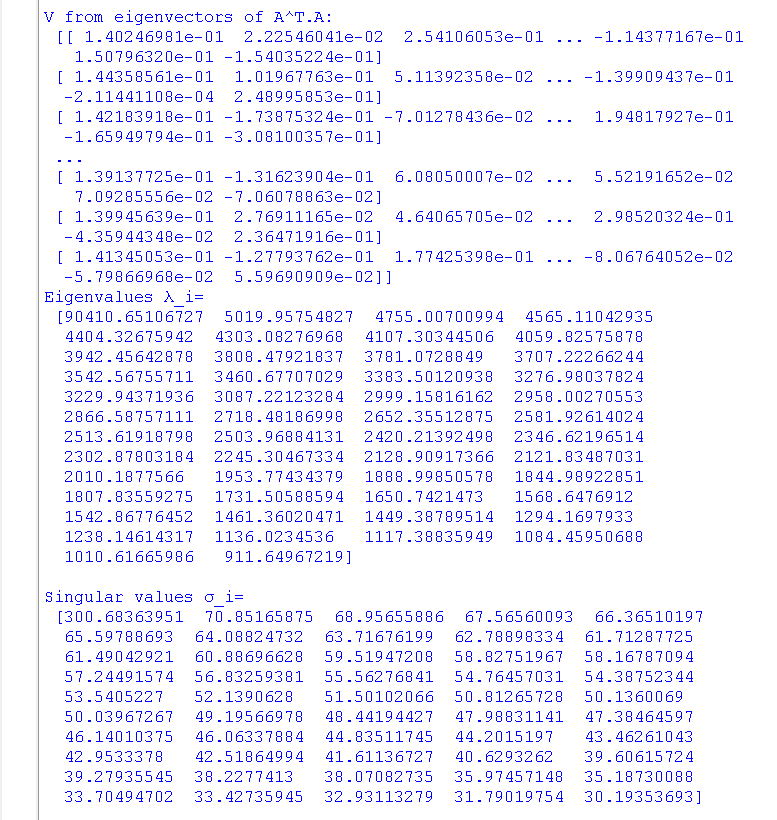 V from eigenvectors of A^T.A:
[[ 1.40246981e-01 2.22546041e-02 2.54106053e-01 ... -1.14377167e-01
1.50796320e-01 -1.54035224e-01]
[ 1.44358561e-01 1.01967763e-01 5.11392358e-02 ... -1.39909437e-01
-2.11441108e-04 2.48995853e-01]
[ 1.42183918e-01 -1.73875324e-01 -7.01278436e-02 ... 1.94817927e-01
-1.65949794e-01 -3.08100357e-01]
...
[ 1.39137725e-01 -1.31623904e-01 6.08050007e-02 ... 5.52191652e-02
7.09285556e-02 -7.06078863e-02]
[ 1.39945639e-01 2.76911165e-02 4.64065705e-02 ... 2.98520324e-01
-4.35944348e-02 2.36471916e-01]
[ 1.41345053e-01 -1.27793762e-01 1.77425398e-01 ... -8.06764052e-02
-5.79866968e-02 5.59690909e-02]]
Eigenvalues λ_i=
[90410.65106727 5019.95754827 4755.00700994 4565.11042935
4404.32675942 4303.08276968 4107.30344506 4059.82575878
3942.45642878 3808.47921837 3781.0728849 3707.22266244
3542.56755711 3460.67707029 3383.50120938 3276.98037824
3229.94371936 3087.22123284 2999.15816162 2958.00270553
2866.58757111 2718.48186998 2652.35512874 2581.92614024
2513.61918798 2503.96884131 2420.21392498 2346.62196514
2302.87803184 2245.30467334 2128.90917366 2121.83487031
2010.1877566 1953.77434379 1888.99850578 1844.98922851
1807.83559275 1731.50588594 1650.7421473 1568.6476912
1542.86776452 1461.36020471 1449.38789514 1294.1697933
1238.14614317 1136.0234536 1117.38835949 1084.45950688
1010.61665986 911.64967219]
Singular values σ_i=
[300.68363951 70.85165875 68.95655886 67.56560093 66.36510197
65.59788693 64.08824732 63.71676199 62.78898334 61.71287725
61.49042921 60.88696628 59.51947208 58.82751967 58.16787094
57.24491574 56.83259381 55.56276841 54.76457031 54.38752344
53.5405227 52.1390628 51.50102066 50.81265728 50.1360069
50.03967267 49.19566978 48.44194427 47.98831141 47.38464597
46.14010375 46.06337884 44.83511745 44.2015197 43.46261043
42.9533378 42.51864994 41.61136727 40.6293262 39.60615724
39.27935545 38.2277413 38.07082735 35.97457148 35.18730088
33.70494702 33.42735945 32.93113279 31.79019754 30.19353693]